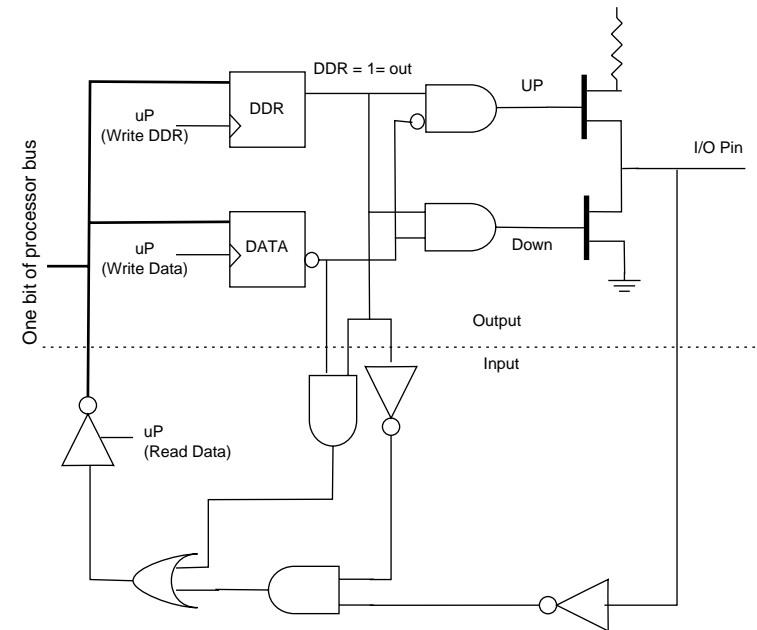 DDR = 1= out
UP
DDR
uP
(Write DDR)
I/O Pin
One bit of processor bus
DATA
uP
(Write Data)
Down
Output
Input
uP
(Read Data)